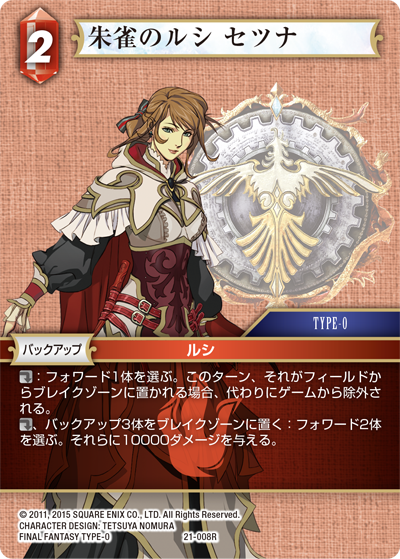 2
朱雀のルシ セツナ
TYPE-0
バックアップ
ルシ
：フォワード1体を選ぶ。このターン、それがフィールドか
らブレイクゾーンに置かれる場合、代わりにゲームから除外さ
れる。
、バックアップ3体をブレイクゾーンに置く：フォワード2体
を選ぶ。それらに10000ダメージを与える。
© 2011, 2015 SQUARE ENIX CO., LTD. All Rights Reserved.
CHARACTER DESIGN: TETSUYA NOMURA
FINAL FANTASY TYPE-0
21-008R